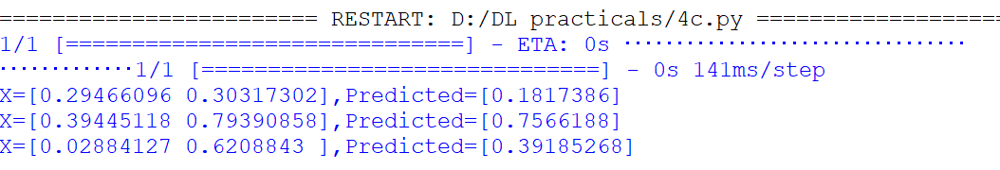 ======================== RESTART: D:/DL practicals/4c.py ===================
1/1 [==============================] - ETA: 0s ································
·············1/1 [==============================] - 0s 141ms/step
X=[0.29466096 0.30317302],Predicted=[0.1817386]
X=[0.39445118 0.79390858],Predicted=[0.7566188]
X=[0.02884127 0.6208843 ],Predicted=[0.39185268]